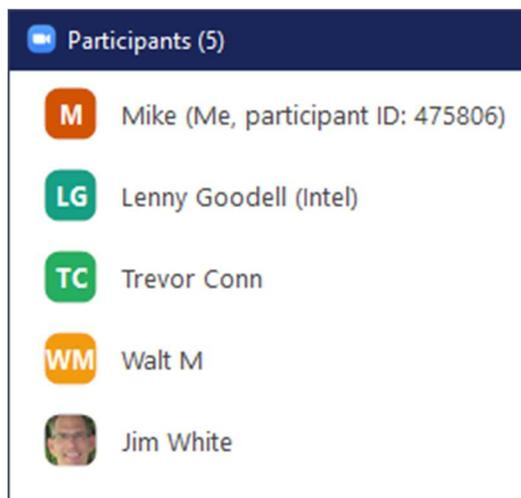 Participants (5)
M Mike (Me, participant ID: 475806)
LG Lenny Goodell (Intel)
TC Trevor Conn
WM Walt M
Jim White